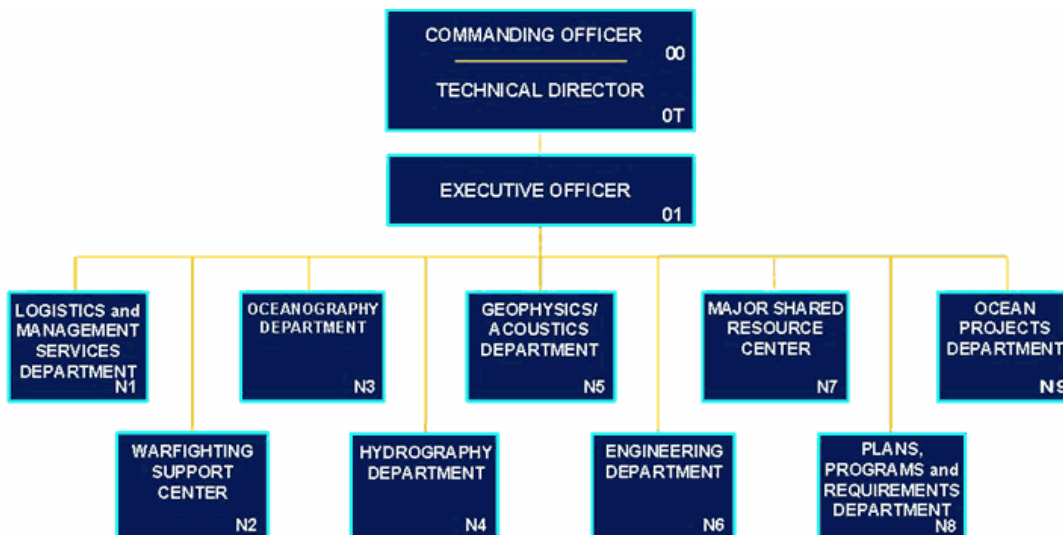 COMMANDING OFFICER
00
TECHNICAL DIRECTOR
0T
EXECUTIVE OFFICER
01
LOGISTICS and
MANAGEMENT
SERVICES
DEPARTMENT
N1
OCEANOGRAPHY
DEPARTMENT
N3
GEOPHYSICS/
ACOUSTICS
DEPARTMENT
N5
MAJOR SHARED
RESOURCE
CENTER
N7
OCEAN
PROJECTS
DEPARTMENT
N9
WARFIGHTING
SUPPORT
CENTER
N2
HYDROGRAPHY
DEPARTMENT
N4
ENGINEERING
DEPARTMENT
N6
PLANS,
PROGRAMS and
REQUIREMENTS
DEPARTMENT
N8